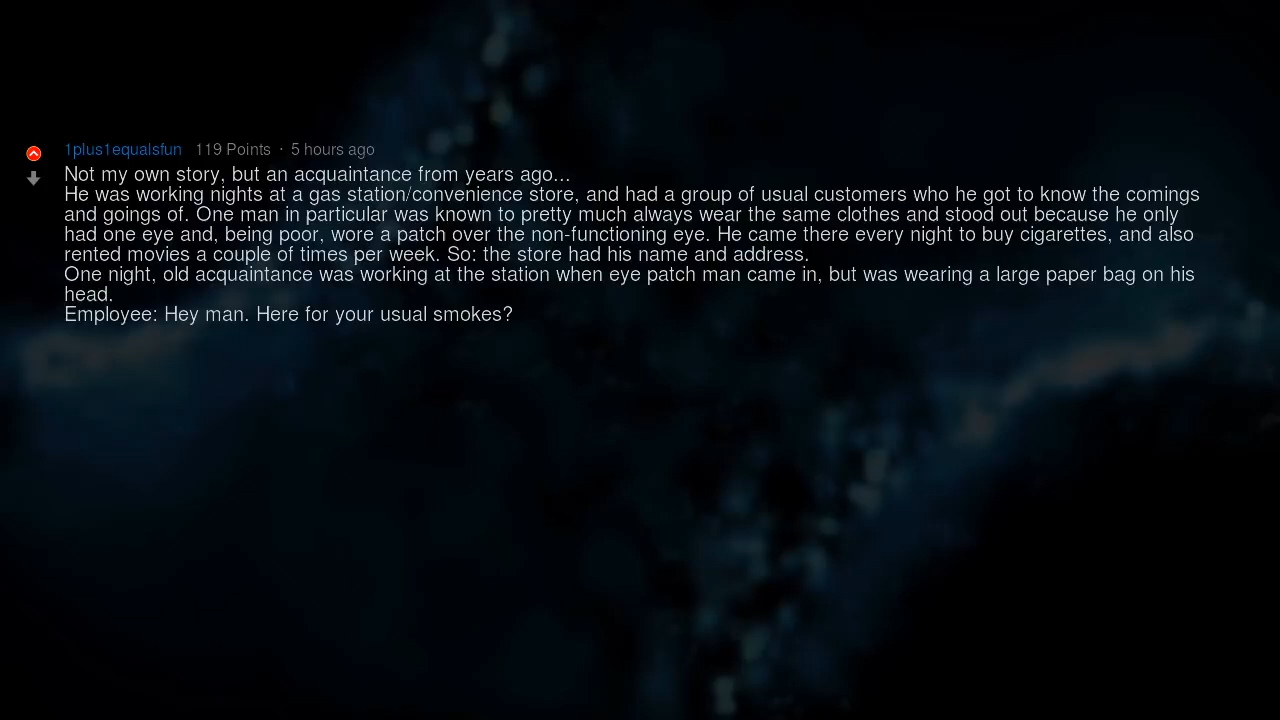 1plus1equalsfun 119 Points · 5 hours ago
Not my own story, but an acquaintance from years ago...
He was working nights at a gas station/convenience store, and had a group of usual customers who he got to know the comings
and goings of. One man in particular was known to pretty much always wear the same clothes and stood out because he only
had one eye and, being poor, wore a patch over the non-functioning eye. He came there every night to buy cigarettes, and also
rented movies a couple of times per week. So: the store had his name and address.
One night, old acquaintance was working at the station when eye patch man came in, but was wearing a large paper bag on his
head.
Employee: Hey man. Here for your usual smokes?